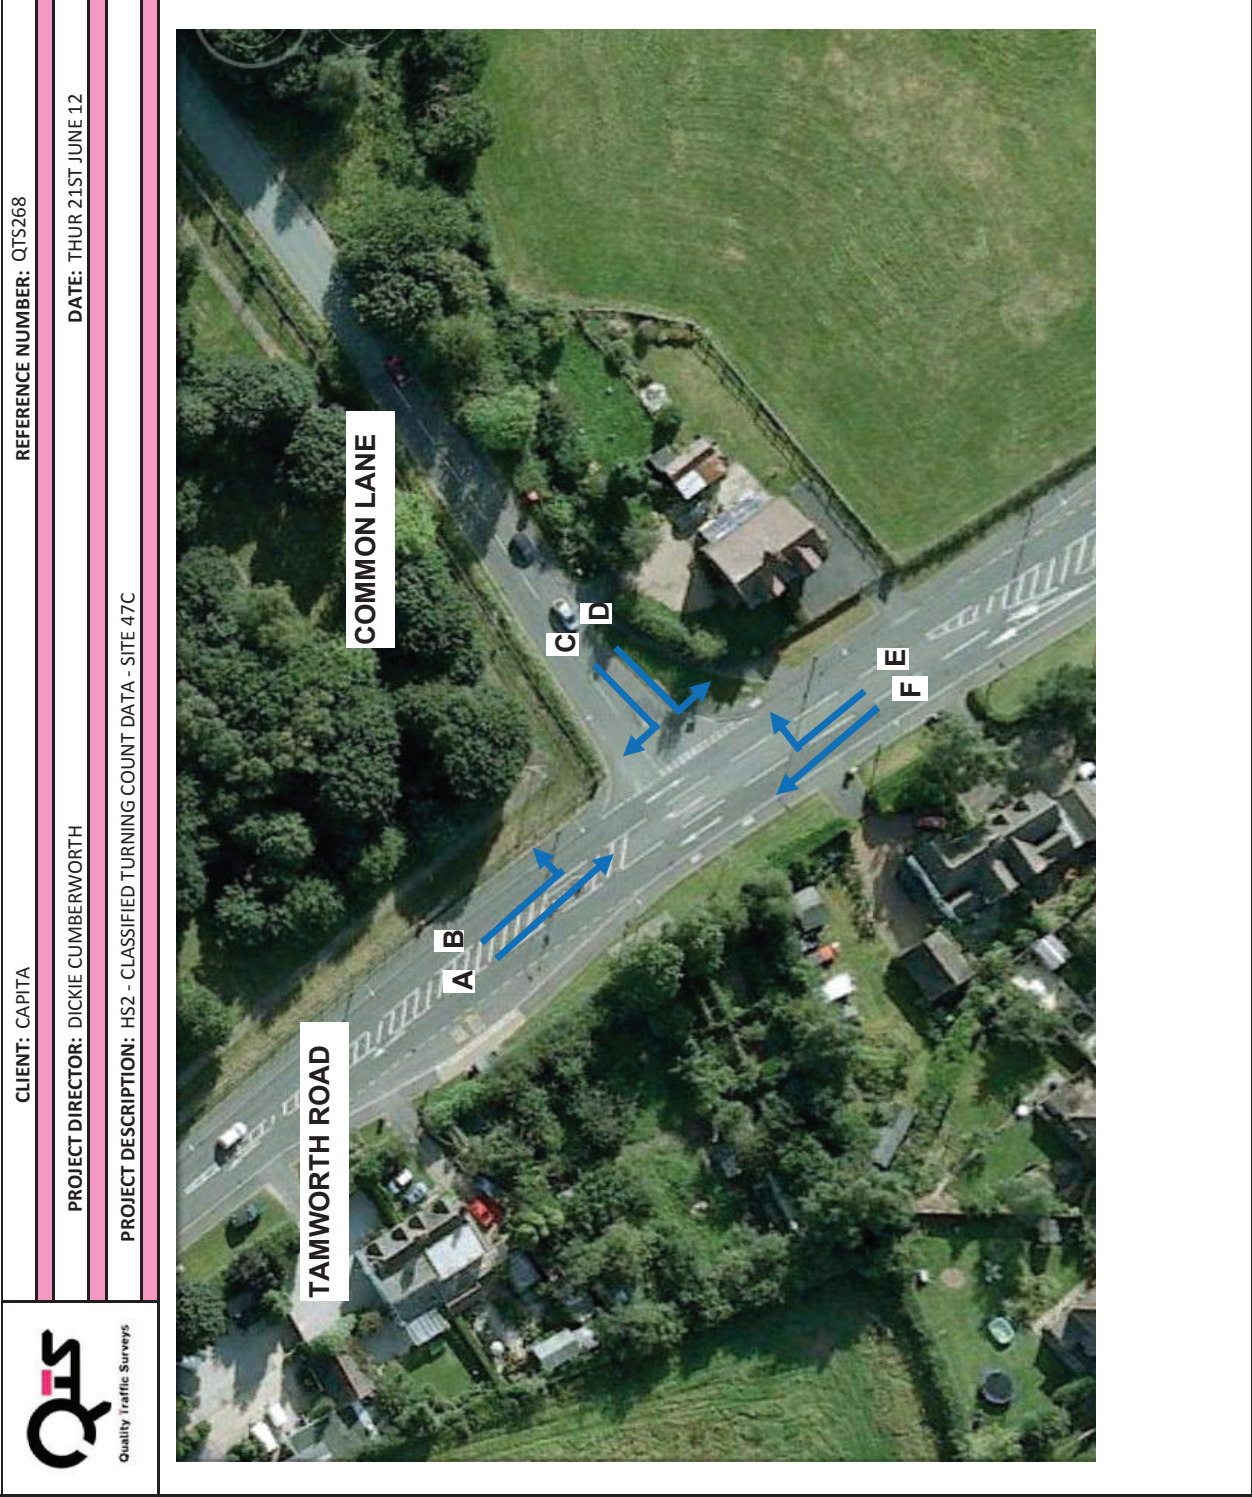 QTS
Quality Traffic Surveys
CLIENT: CAPITA
REFERENCE NUMBER: QTS268
PROJECT DIRECTOR: DICKIE CUMBERWORTH
DATE: THUR 21ST JUNE 12
PROJECT DESCRIPTION: HS2 - CLASSIFIED TURNING COUNT DATA - SITE 47C
TAMWORTH ROAD
COMMON LANE
A
B
C
D
E
F